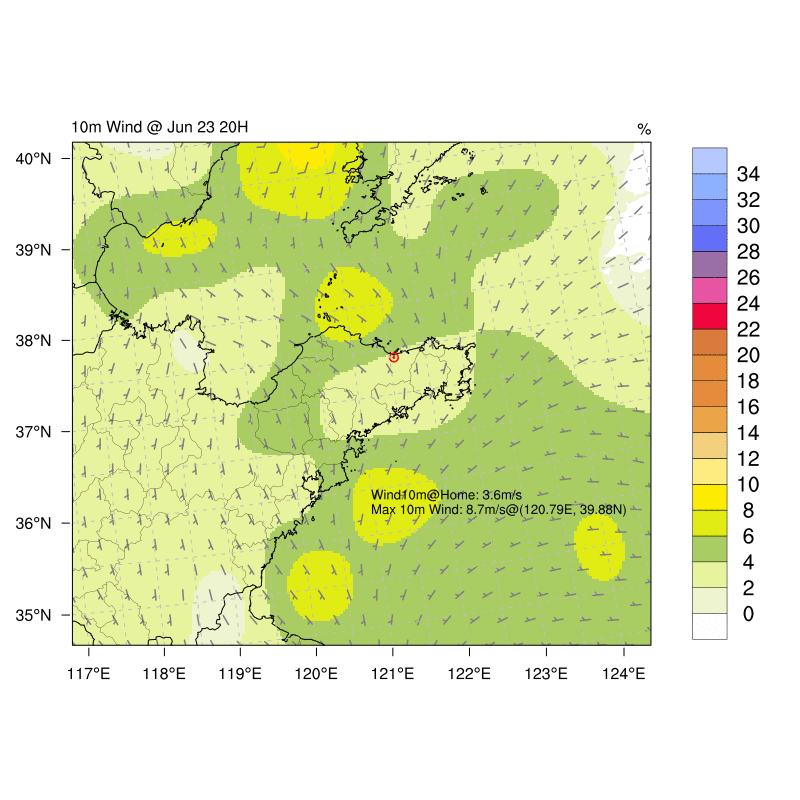 10m Wind @ Jun 23 20H
%
40°N
39°N
38°N
37°N
36°N
35°N
Wind10m@Home: 3.6m/s
Max 10m Wind: 8.7m/s@(120.79E, 39.88N)
117°E 118°E 119°E 120°E 121°E 122°E 123°E 124°E
34
32
30
28
26
24
22
20
18
16
14
12
10
8
6
4
2
0